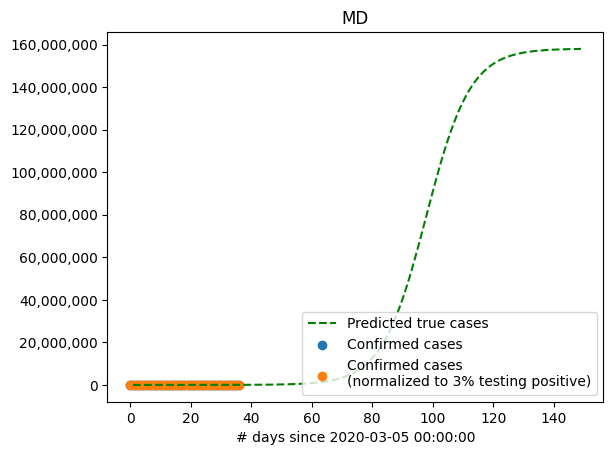 MD
160,000,000
140,000,000
120,000,000
100,000,000
80,000,000
60,000,000
40,000,000
20,000,000
0
Predicted true cases
Confirmed cases
Confirmed cases
(normalized to 3% testing positive)
0 20 40 60 80 100 120 140
# days since 2020-03-05 00:00:00